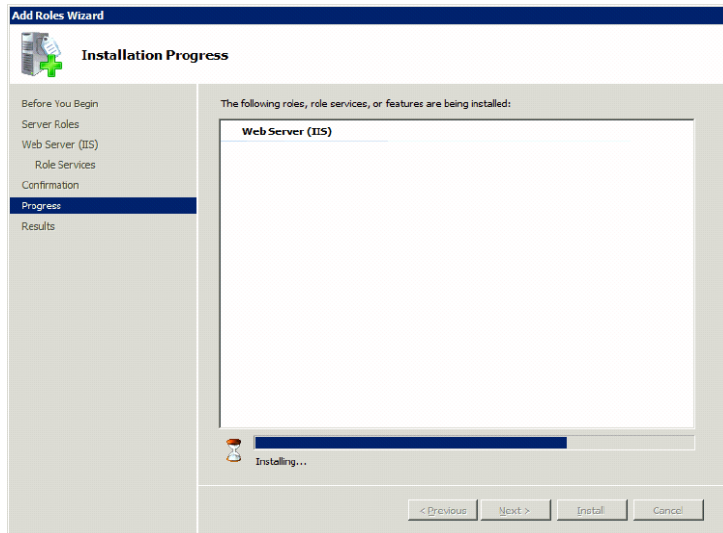 Add Roles Wizard
Installation Progress
Before You Begin
Server Roles
Web Server (IIS)
Role Services
Confirmation
Progress
Results
The following roles, role services, or features are being installed:
Web Server (IIS)
Installing...
< Previous
Next >
Install
Cancel